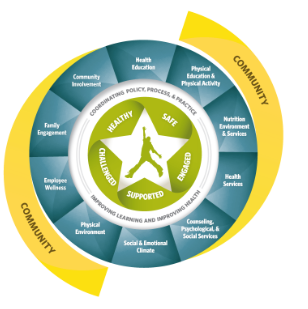 COMMUNITY
Health
Education
Physical
Education &
Physical Activity
Nutrition
Environment
& Services
Health
Services
Counseling,
Psychological, &
Social Services
Social & Emotional
Climate
Physical
Environment
Employee
Wellness
Family
Engagement
Community
Involvement
COORDINATING POLICY, PROCESS, & PRACTICE
IMPROVING LEARNING AND IMPROVING HEALTH
HEALTHY
SAFE
ENGAGED
SUPPORTED
CHALLENGED
COMMUNITY